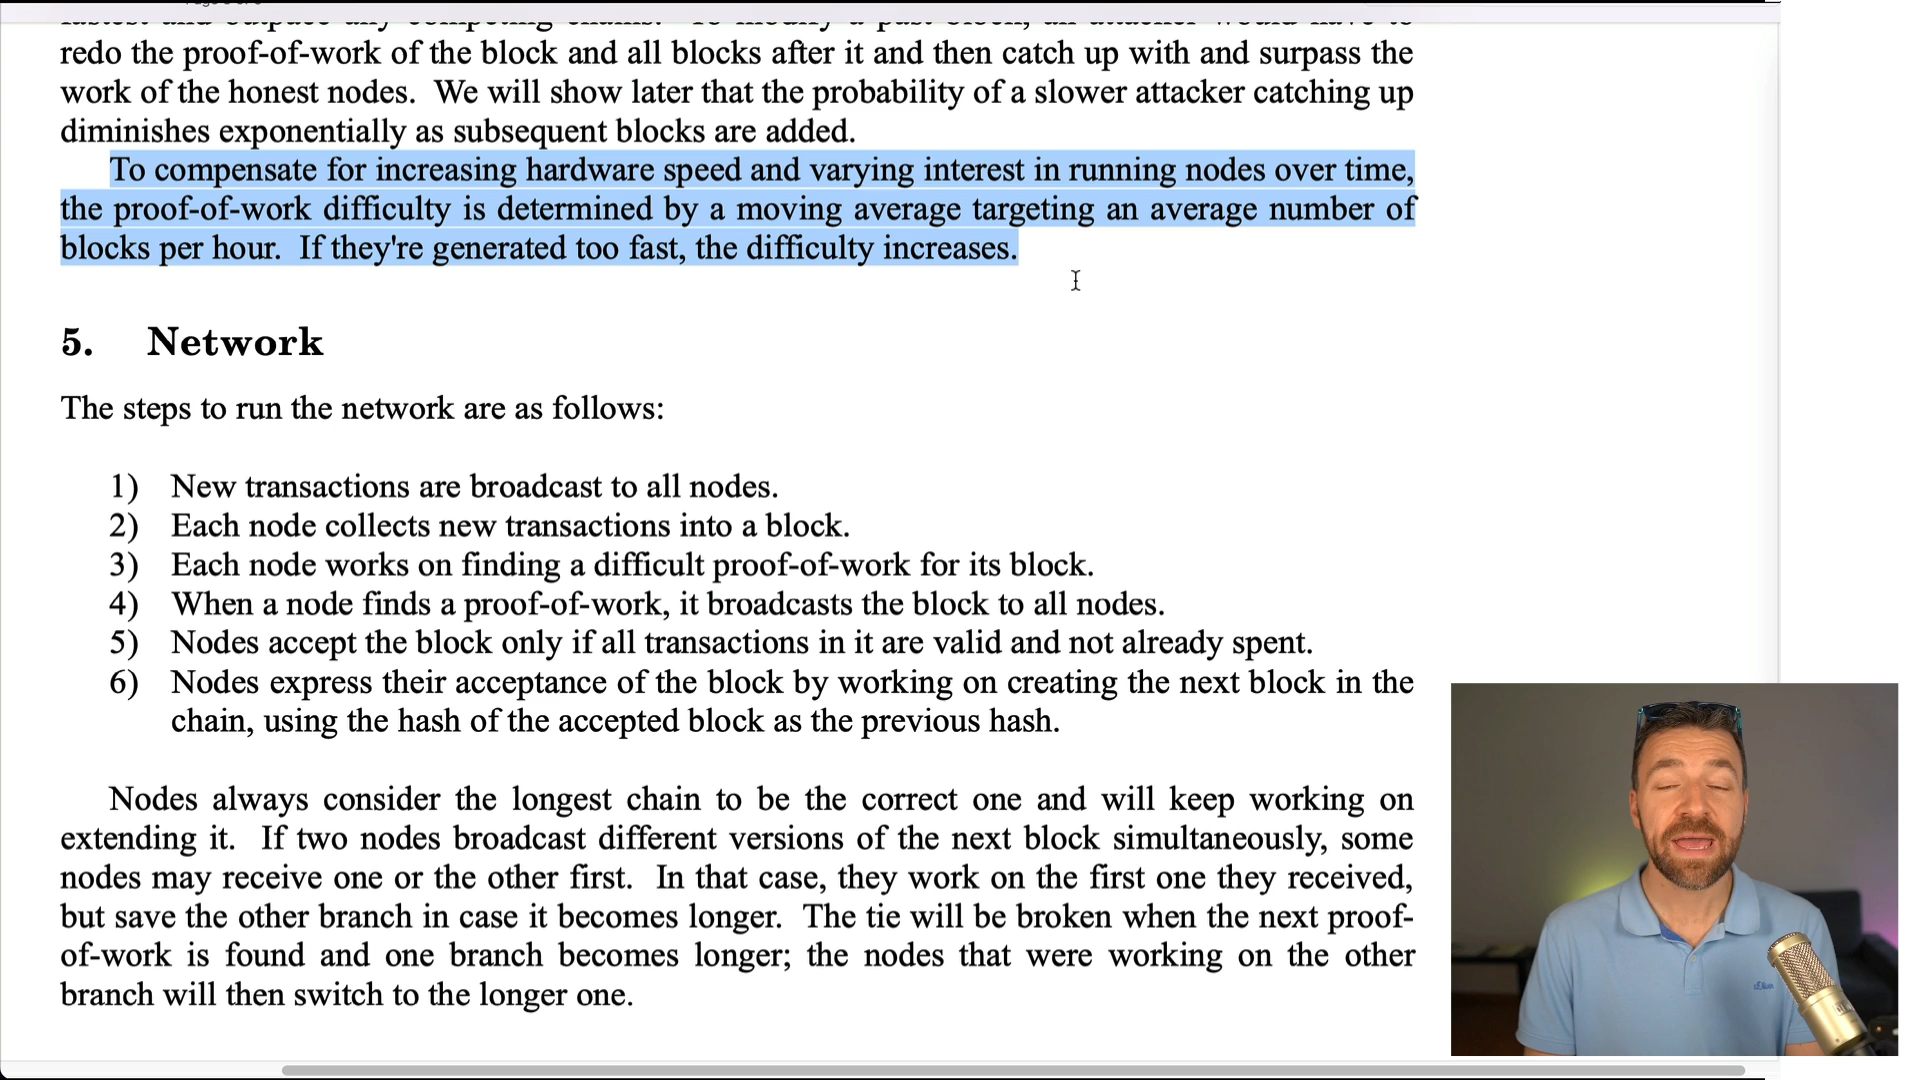 redo the proof-of-work of the block and all blocks after it and then catch up with and surpass the
work of the honest nodes. We will show later that the probability of a slower attacker catching up
diminishes exponentially as subsequent blocks are added.
To compensate for increasing hardware speed and varying interest in running nodes over time,
the proof-of-work difficulty is determined by a moving average targeting an average number of
blocks per hour. If they're generated too fast, the difficulty increases.
5. Network
The steps to run the network are as follows:
1) New transactions are broadcast to all nodes.
2) Each node collects new transactions into a block.
3) Each node works on finding a difficult proof-of-work for its block.
4) When a node finds a proof-of-work, it broadcasts the block to all nodes.
5) Nodes accept the block only if all transactions in it are valid and not already spent.
6) Nodes express their acceptance of the block by working on creating the next block in the
chain, using the hash of the accepted block as the previous hash.
Nodes always consider the longest chain to be the correct one and will keep working on
extending it. If two nodes broadcast different versions of the next block simultaneously, some
nodes may receive one or the other first. In that case, they work on the first one they received,
but save the other branch in case it becomes longer. The tie will be broken when the next proof-
of-work is found and one branch becomes longer; the nodes that were working on the other
branch will then switch to the longer one.